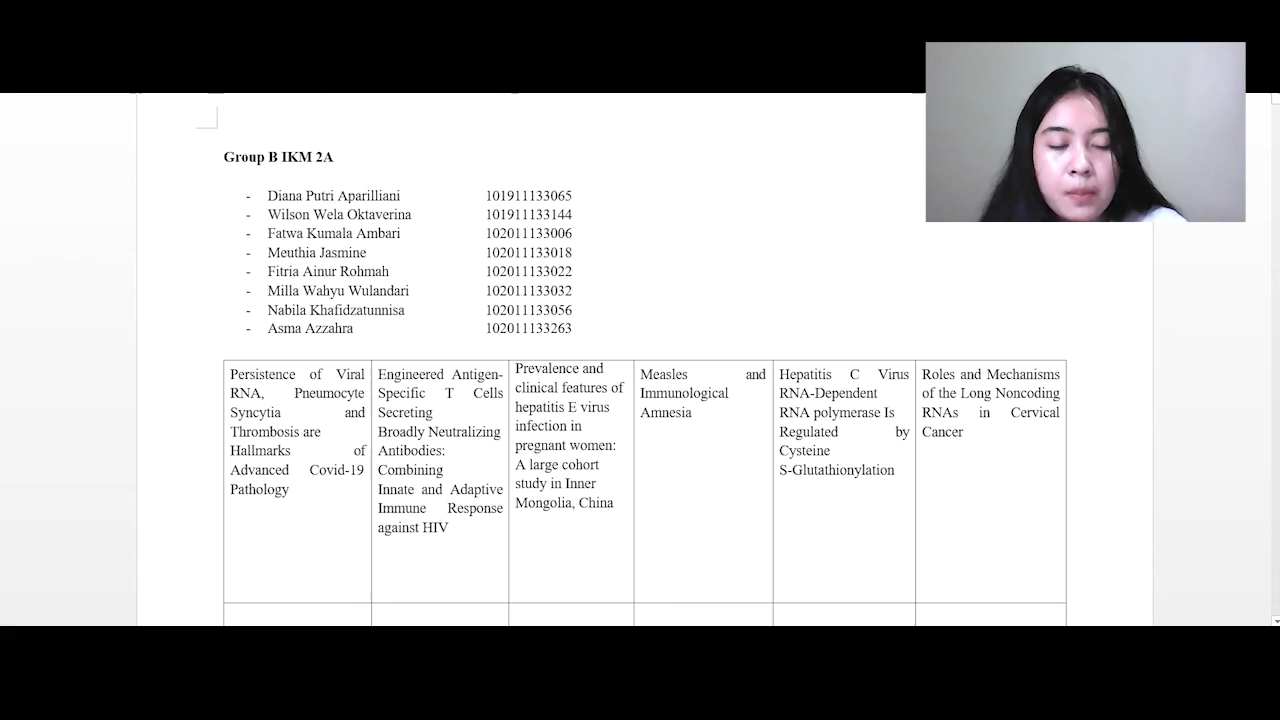 Group B IKM 2A
- Diana Putri Aparilliani 101911133065
- Wilson Wela Oktaverina 101911133144
- Fatwa Kumala Ambari 102011133006
- Meuthia Jasmine 102011133018
- Fitria Ainur Rohmah 102011133022
- Milla Wahyu Wulandari 102011133032
- Nabila Khafidzatunnisa 102011133056
- Asma Azzahra 102011133263
Persistence of Viral
RNA, Pneumocyte
Syncytia and
Thrombosis are
Hallmarks of
Advanced Covid-19
Pathology
Engineered Antigen-
Specific T Cells
Secreting
Broadly Neutralizing
Antibodies:
Combining
Innate and Adaptive
Immune Response
against HIV
Prevalence and
clinical features of
hepatitis E virus
infection in
pregnant women:
A large cohort
study in Inner
Mongolia, China
Measles and
Immunological
Amnesia
Hepatitis C Virus
RNA-Dependent
RNA polymerase Is
Regulated by
Cysteine
S-Glutathionylation
Roles and Mechanisms
of the Long Noncoding
RNAs in Cervical
Cancer